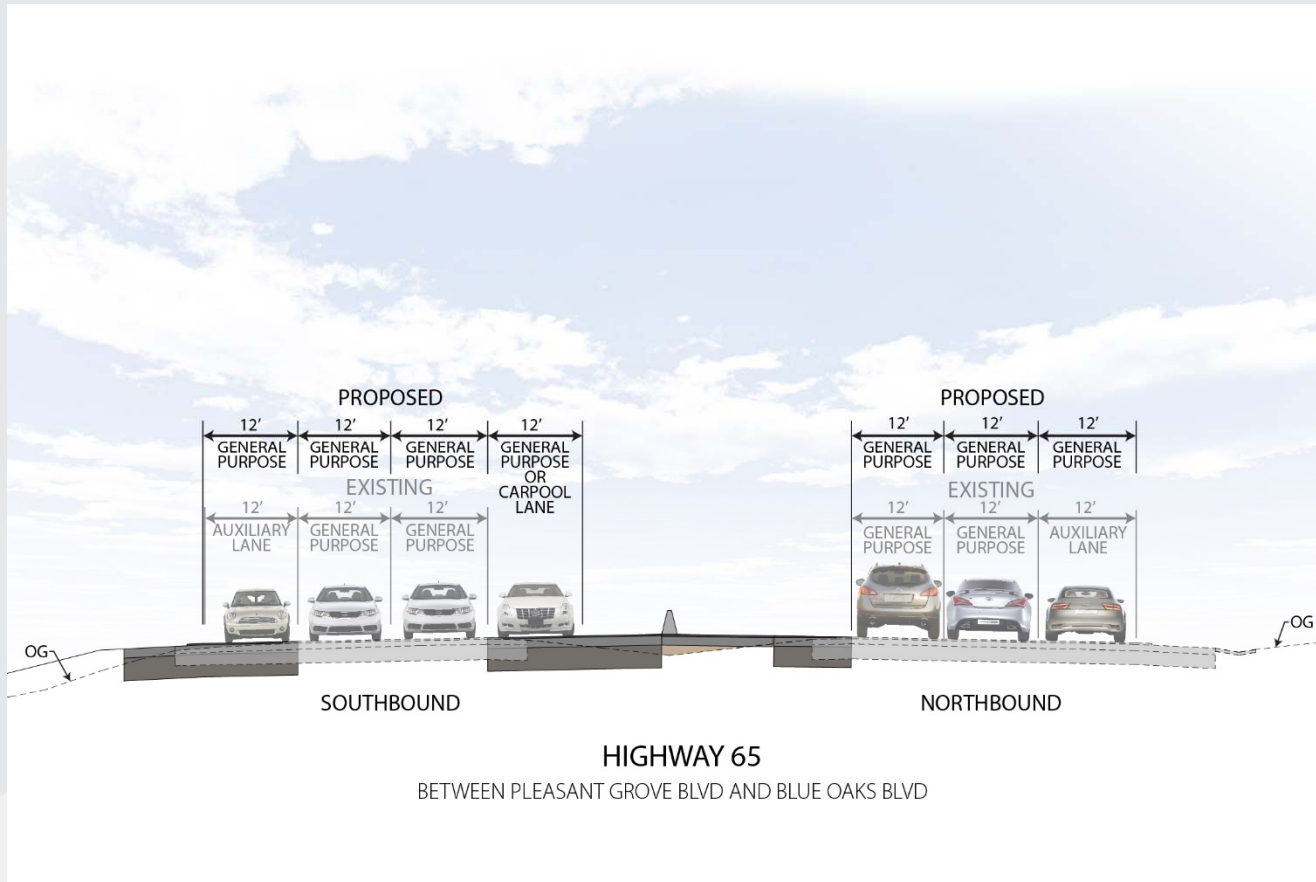 PROPOSED
12’ 12’ 12’ 12’
GENERAL PURPOSE
GENERAL PURPOSE
GENERAL PURPOSE
GENERAL PURPOSE OR CARPOOL LANE
EXISTING
12’ 12’ 12’
AUXILIARY LANE
GENERAL PURPOSE
GENERAL PURPOSE
PROPOSED
12’ 12’ 12’
GENERAL PURPOSE
GENERAL PURPOSE
GENERAL PURPOSE
EXISTING
12’ 12’ 12’
GENERAL PURPOSE
GENERAL PURPOSE
AUXILIARY LANE
OG
OG
SOUTHBOUND
NORTHBOUND
HIGHWAY 65
BETWEEN PLEASANT GROVE BLVD AND BLUE OAKS BLVD